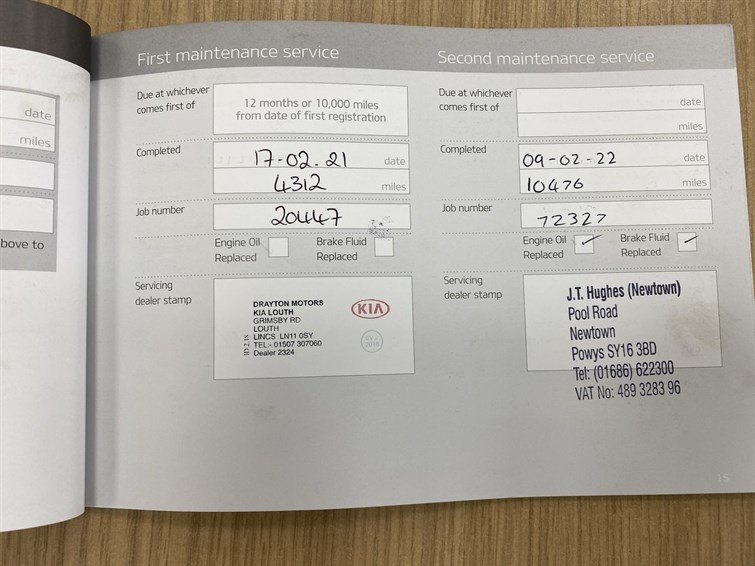 date
miles
bove to
First maintenance service
Due at whichever
comes first of
12 months or 10,000 miles
from date of first registration
Completed
17-02-21 date
4312 miles
Job number
20447
Engine Oil
Replaced
Brake Fluid
Replaced
Servicing
dealer stamp
DRAYTON MOTORS
KIA LOUTH
GRIMSBY RD
LOUTH
LINCS LN11 0SY
TEL:- 01507 307060
Dealer 2324
ID 2.18
KIA
Second maintenance service
Due at whichever
comes first of
date
miles
Completed
09-02-22 date
10476 miles
Job number
72327
Engine Oil
Replaced
Brake Fluid
Replaced
Servicing
dealer stamp
J.T. Hughes (Newtown)
Pool Road
Newtown
Powys SY16 3BD
Tel: (01686) 622300
VAT No: 489 3283 96
15